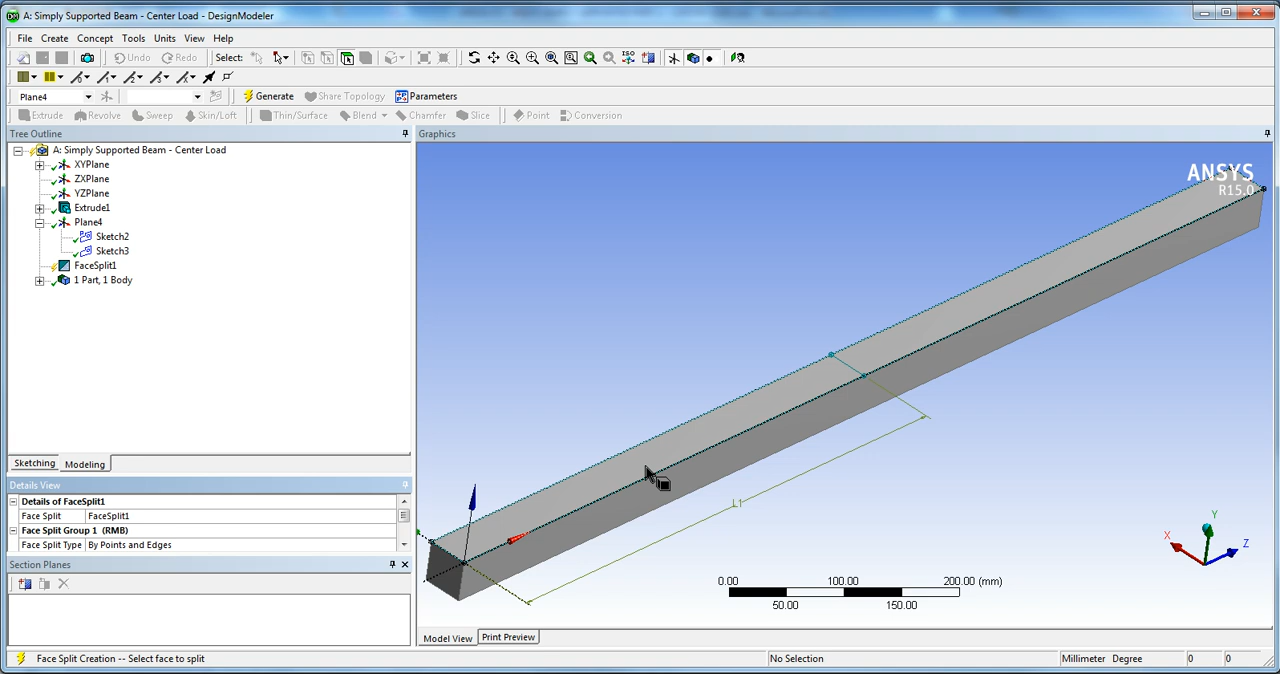 A: Simply Supported Beam - Center Load - DesignModeler
File Create Concept Tools Units View Help
Undo Redo Select: ISO
Plane4 Generate Share Topology Parameters
Extrude Revolve Sweep Skin/Loft Thin/Surface Blend Chamfer Slice Point Conversion
Tree Outline
A: Simply Supported Beam - Center Load
XYPlane
ZXPlane
YZPlane
Extrude1
Plane4
Sketch2
Sketch3
FaceSplit1
1 Part, 1 Body
Sketching Modeling
Details View
Details of FaceSplit1
Face Split FaceSplit1
Face Split Group 1 (RMB)
Face Split Type By Points and Edges
Section Planes
Graphics
ANSYS
R15.0
L1
Y
X
Z
0.00 100.00 200.00 (mm)
50.00 150.00
Model View Print Preview
Face Split Creation -- Select face to split No Selection Millimeter Degree 0 0